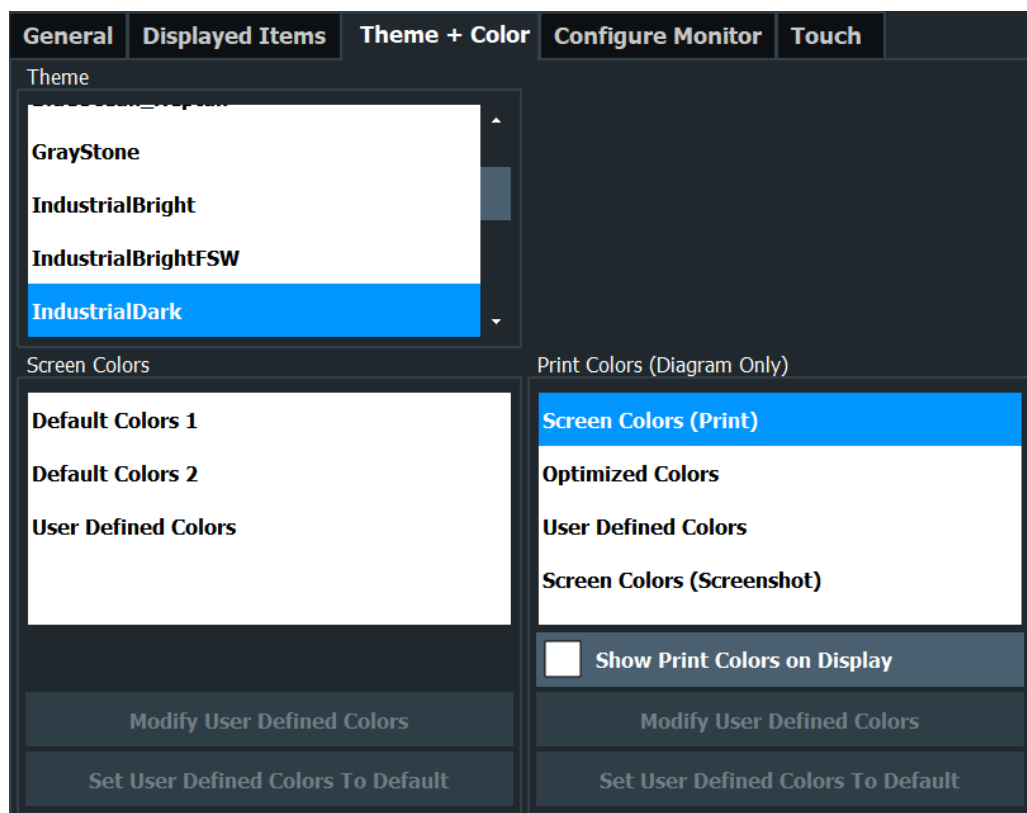 General Displayed Items Theme + Color Configure Monitor Touch
Theme
GrayStone
IndustrialBright
IndustrialBrightFSW
IndustrialDark
Screen Colors
Default Colors 1
Default Colors 2
User Defined Colors
Modify User Defined Colors
Set User Defined Colors To Default
Print Colors (Diagram Only)
Screen Colors (Print)
Optimized Colors
User Defined Colors
Screen Colors (Screenshot)
Show Print Colors on Display
Modify User Defined Colors
Set User Defined Colors To Default